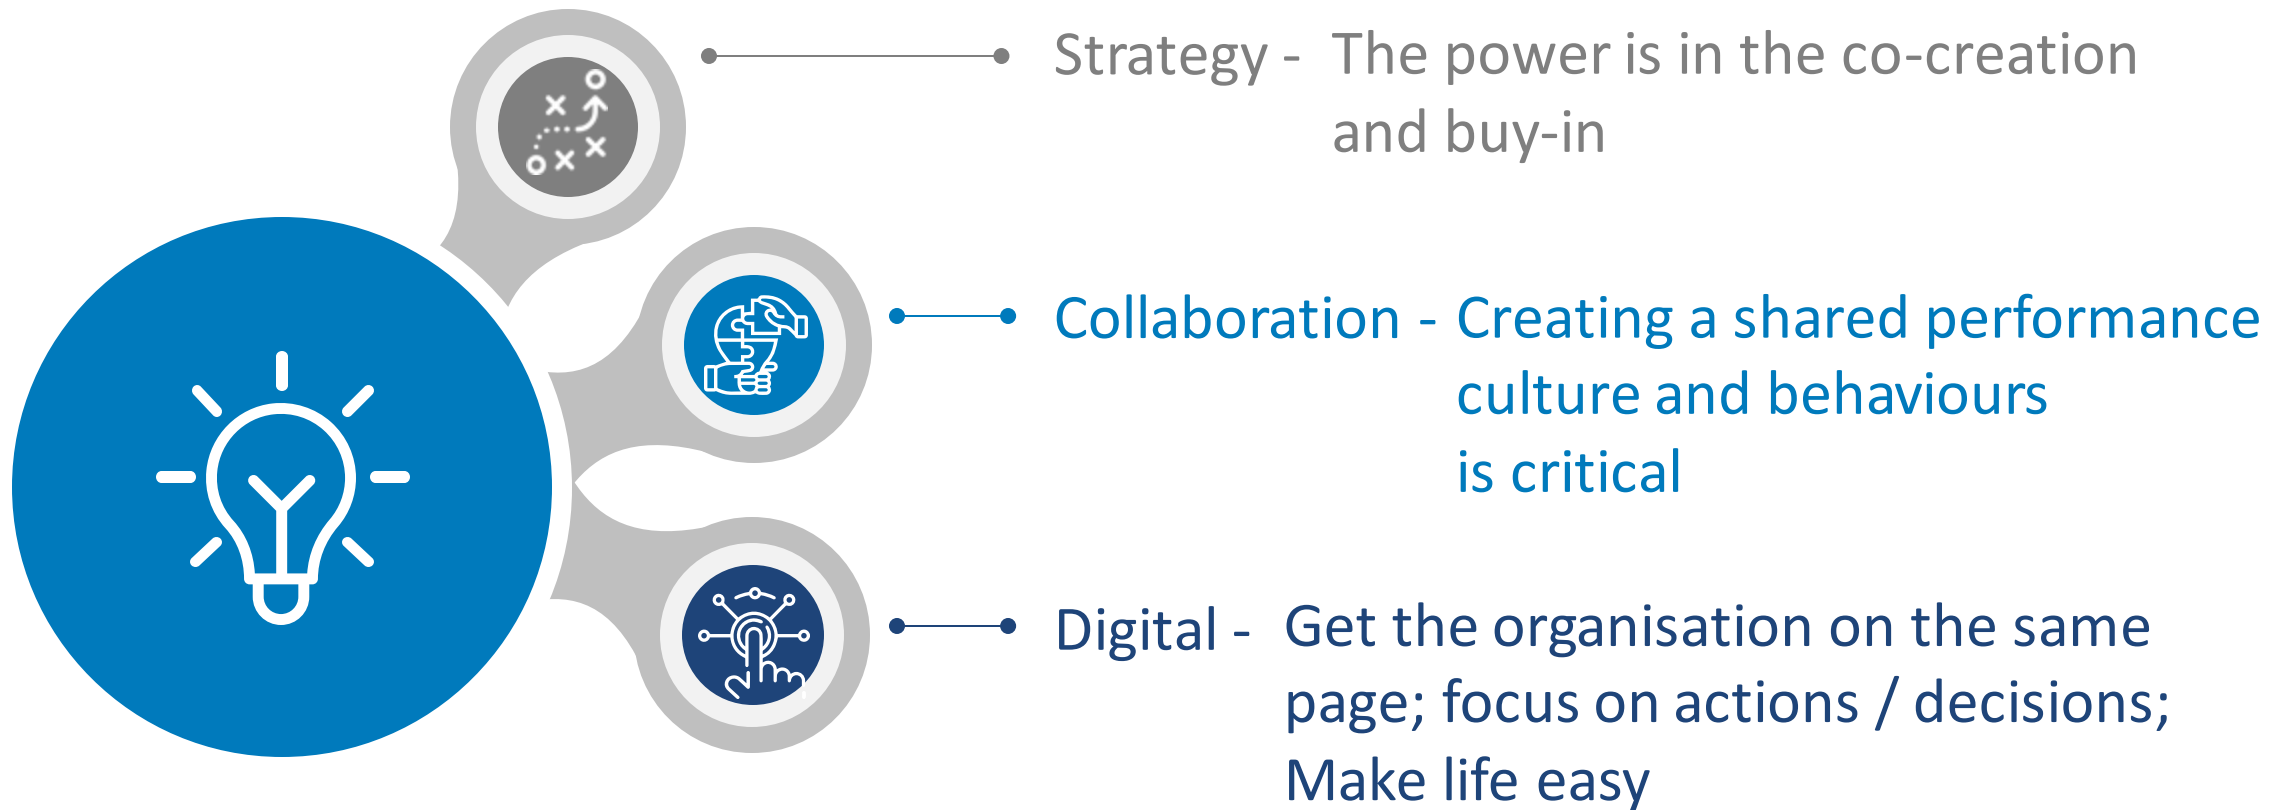 Strategy - The power is in the co-creation
and buy-in
Collaboration - Creating a shared performance
culture and behaviours
is critical
Digital - Get the organisation on the same
page; focus on actions / decisions;
Make life easy